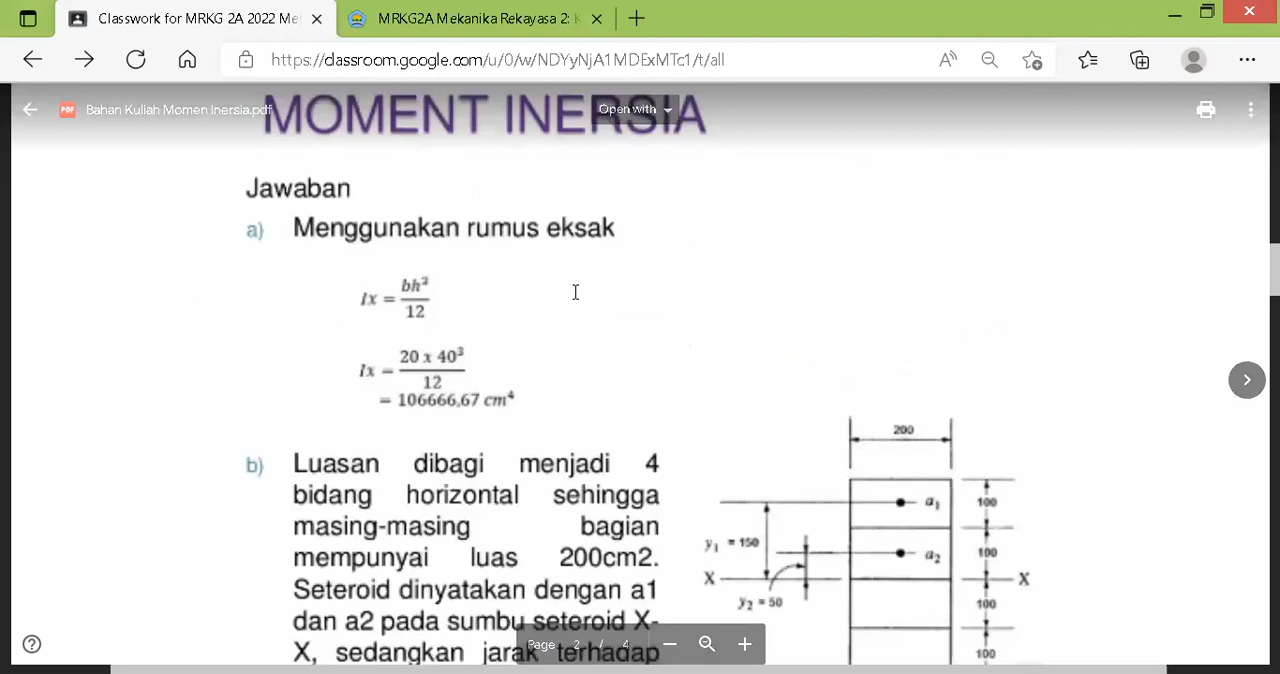 Classwork for MRKG 2A 2022 Me
MRKG2A Mekanika Rekayasa 2: K
https://classroom.google.com/u/0/w/NDYyNjA1MDExMTc1/t/all
Bahan Kuliah Momen Inersia.pdf
Open with
MOMENT INERSIA
Jawaban
a) Menggunakan rumus eksak
Ix = bh²/12
Ix = 20 x 40³/12
= 106666,67 cm⁴
b) Luasan dibagi menjadi 4
bidang horizontal sehingga
masing-masing bagian
mempunyai luas 200cm2.
Seteroid dinyatakan dengan a1
dan a2 pada sumbu seteroid X-
X, sedangkan jarak terhadap
200
a₁
100
y₁ = 150
a₂
100
X
X
y₂ = 50
100
100
Page 2 / 4